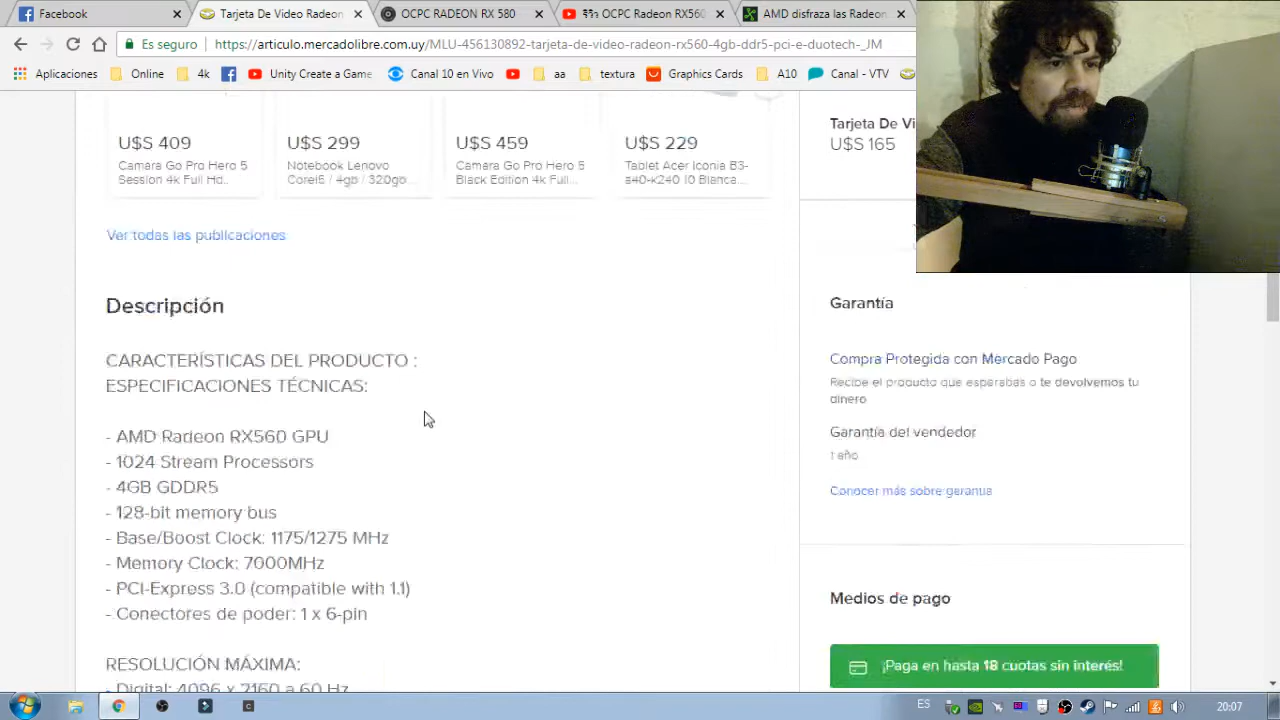 Facebook
Tarjeta De Video Radeon
OCPC RADEON RX 580
OCPC Radeon RX560
AMD disfraza las Radeon
Es seguro
https://articulo.mercadolibre.com.uy/MLU-456130892-tarjeta-de-video-radeon-rx560-4gb-ddr5-pci-e-duotech-_JM
Aplicaciones
Online
4k
Unity Create a Game
Canal 10 en Vivo
aa
textura
Graphics Cards
A10
Canal - VTV
U$S 409
Camara Go Pro Hero 5
Session 4k Full Hd..
U$S 299
Notebook Lenovo
Corei5 / 4gb / 320gb
U$S 459
Camara Go Pro Hero 5
Black Edition 4k Full...
U$S 229
Tablet Acer Iconia B3-
a40-k240 10 Blanca...
Ver todas las publicaciones
Descripción
CARACTERÍSTICAS DEL PRODUCTO :
ESPECIFICACIONES TÉCNICAS:
- AMD Radeon RX560 GPU
- 1024 Stream Processors
- 4GB GDDR5
- 128-bit memory bus
- Base/Boost Clock: 1175/1275 MHz
- Memory Clock: 7000MHz
- PCI-Express 3.0 (compatible with 1.1)
- Conectores de poder: 1 x 6-pin
RESOLUCIÓN MÁXIMA:
- Digital: 4096 x 2160 a 60 Hz
Tarjeta De Vi
U$S 165
Garantía
Compra Protegida con Mercado Pago
Recibe el producto que esperabas o te devolvemos tu
dinero
Garantía del vendedor
1 año
Conocer más sobre garantía
Medios de pago
¡Paga en hasta 18 cuotas sin interés!
ES
20:07